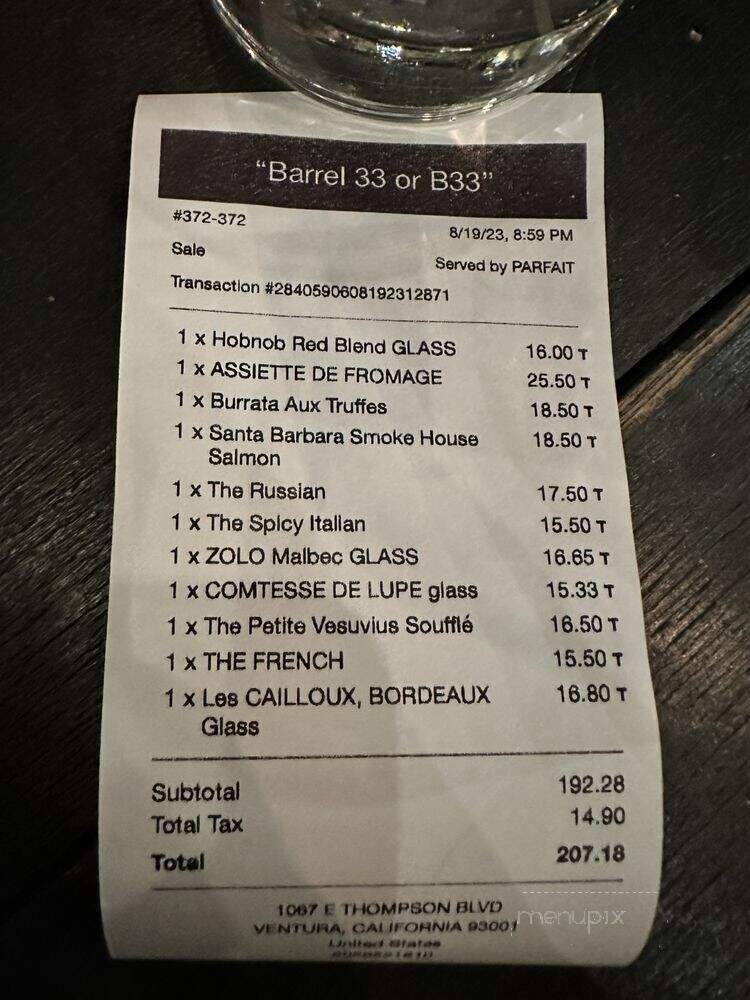 “Barrel 33 or B33”
#372-372
8/19/23, 8:59 PM
Sale
Served by PARFAIT
Transaction #2840590608192312871
1 x Hobnob Red Blend GLASS 16.00 T
1 x ASSIETTE DE FROMAGE 25.50 T
1 x Burrata Aux Truffes 18.50 T
1 x Santa Barbara Smoke House 18.50 T
Salmon
1 x The Russian 17.50 T
1 x The Spicy Italian 15.50 T
1 x ZOLO Malbec GLASS 16.65 T
1 x COMTESSE DE LUPE glass 15.33 T
1 x The Petite Vesuvius Soufflé 16.50 T
1 x THE FRENCH 15.50 T
1 x Les CAILLOUX, BORDEAUX 16.80 T
Glass
Subtotal 192.28
Total Tax 14.90
Total 207.18
1067 E THOMPSON BLVD
VENTURA, CALIFORNIA 93001
United States
menupix